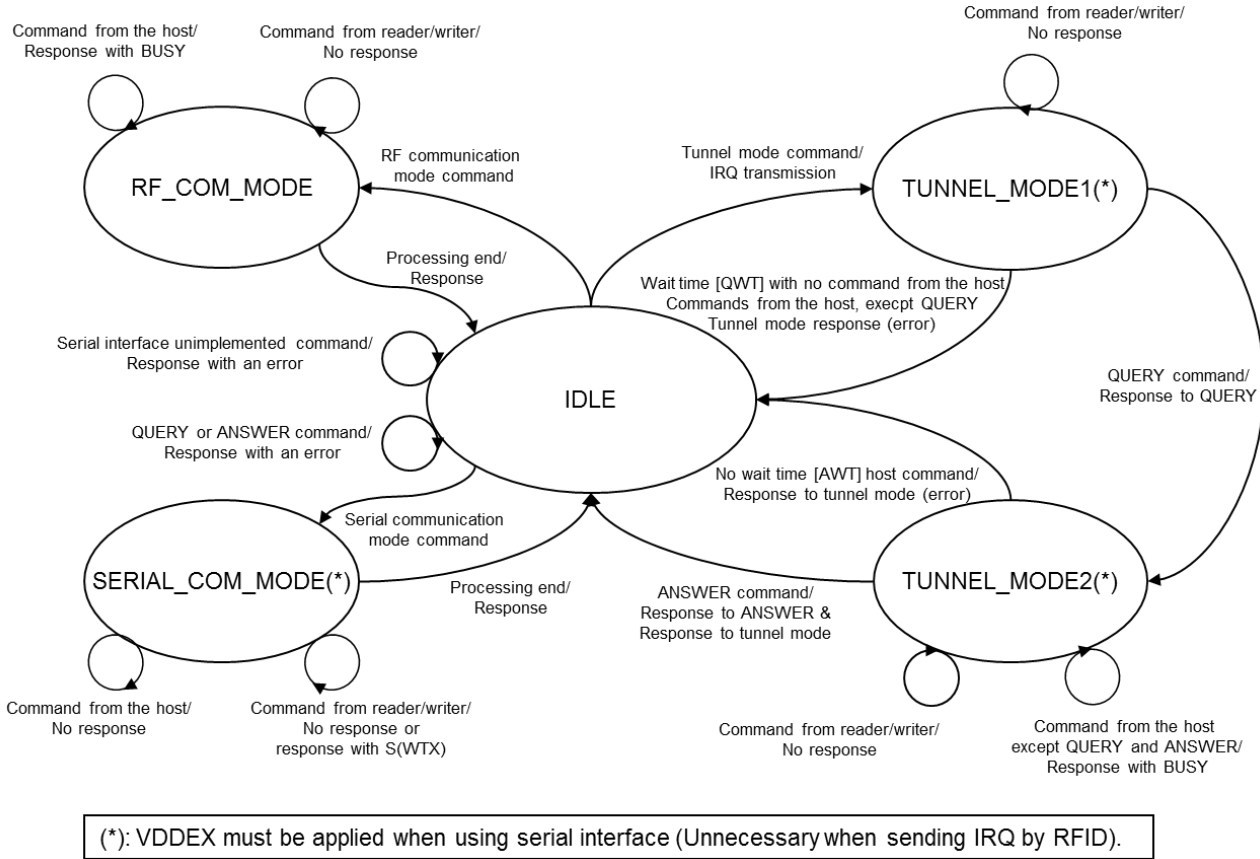 Command from the host/
Response with BUSY
Command from reader/writer/
No response
Command from reader/writer/
No response
RF_COM_MODE
RF communication
mode command
Tunnel mode command/
IRQ transmission
TUNNEL_MODE1(*)
Processing end/
Response
Wait time [QWT] with no command from the host
Commands from the host, execpt QUERY
Tunnel mode response (error)
Serial interface unimplemented command/
Response with an error
IDLE
QUERY command/
Response to QUERY
QUERY or ANSWER command/
Response with an error
No wait time [AWT] host command/
Response to tunnel mode (error)
Serial communication
mode command
SERIAL_COM_MODE(*)
Processing end/
Response
ANSWER command/
Response to ANSWER &
Response to tunnel mode
TUNNEL_MODE2(*)
Command from the host/
No response
Command from reader/writer/
No response or
response with S(WTX)
Command from reader/writer/
No response
Command from the host
except QUERY and ANSWER/
Response with BUSY
(*): VDDEX must be applied when using serial interface (Unnecessary when sending IRQ by RFID).